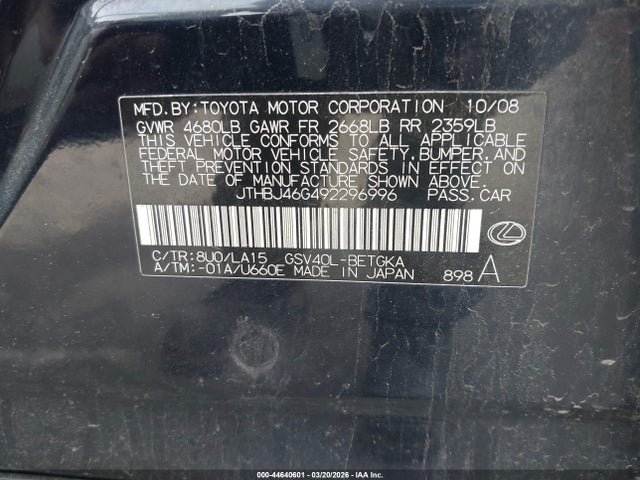 MFD.BY:TOYOTA MOTOR CORPORATION 10/08
GVWR 4680LB GAWR FR 2668LB RR 2359LB
THIS VEHICLE CONFORMS TO ALL APPLICABLE
FEDERAL MOTOR VEHICLE SAFETY, BUMPER, AND
THEFT PREVENTION STANDARDS IN EFFECT ON
THE DATE OF MANUFACTURE SHOWN ABOVE.
JTHBJ46G492296996 PASS.CAR
C/TR:8U0/LA15 GSV40L-BETGKA
A/TM:-01A/U660E MADE IN JAPAN 898 A
000-44640601 | 03/20/2026 | IAA Inc.